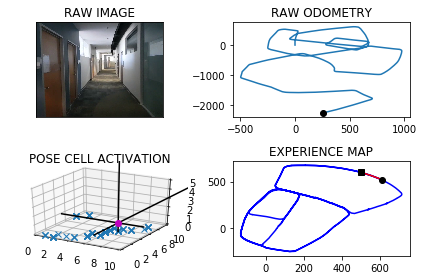 RAW IMAGE
RAW ODOMETRY
0
−1000
−2000
−500 0 500 1000
POSE CELL ACTIVATION
0 2 4 6 8 10
0 2 4 6 8 10
0 1 2 3 4 5
EXPERIENCE MAP
500
0
0 200 400 600